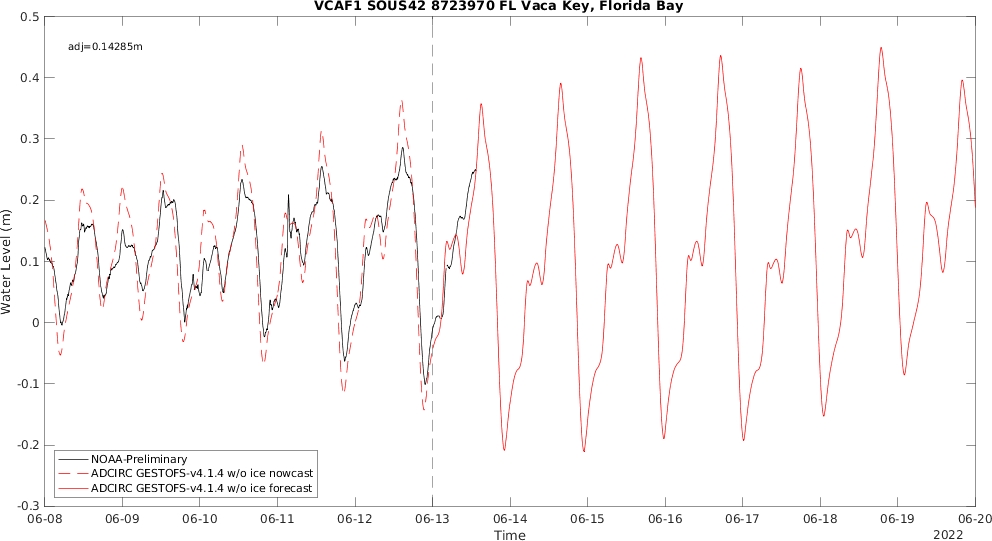 VCAF1 SOUS42 8723970 FL Vaca Key, Florida Bay
adj=0.14285m
Water Level (m)
0.5
0.4
0.3
0.2
0.1
0
-0.1
-0.2
-0.3
NOAA-Preliminary
ADCIRC GESTOFS-v4.1.4 w/o ice nowcast
ADCIRC GESTOFS-v4.1.4 w/o ice forecast
06-08 06-09 06-10 06-11 06-12 06-13 06-14 06-15 06-16 06-17 06-18 06-19 06-20
Time
2022